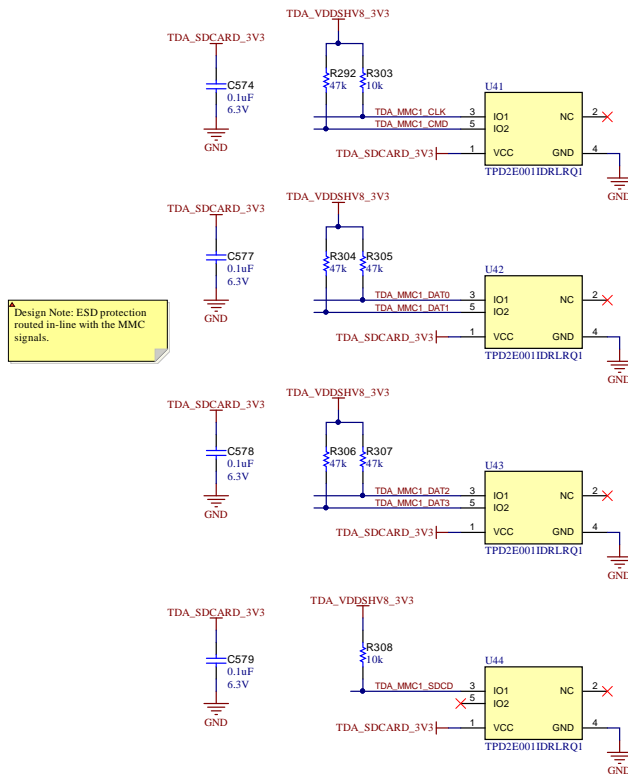 TDA_SDCARD_3V3
C574
0.1uF
6.3V
GND
TDA_VDDSHV8_3V3
R292
47k
R303
10k
TDA_MMC1_CLK
TDA_MMC1_CMD
TDA_SDCARD_3V3
U41
3 IO1 NC 2
5 IO2
1 VCC GND 4
TPD2E001IDRLRQ1
GND
TDA_SDCARD_3V3
C577
0.1uF
6.3V
GND
TDA_VDDSHV8_3V3
R304
47k
R305
47k
TDA_MMC1_DAT0
TDA_MMC1_DAT1
TDA_SDCARD_3V3
U42
3 IO1 NC 2
5 IO2
1 VCC GND 4
TPD2E001IDRLRQ1
GND
Design Note: ESD protection
routed in-line with the MMC
signals.
TDA_SDCARD_3V3
C578
0.1uF
6.3V
GND
TDA_VDDSHV8_3V3
R306
47k
R307
47k
TDA_MMC1_DAT2
TDA_MMC1_DAT3
TDA_SDCARD_3V3
U43
3 IO1 NC 2
5 IO2
1 VCC GND 4
TPD2E001IDRLRQ1
GND
TDA_SDCARD_3V3
C579
0.1uF
6.3V
GND
TDA_VDDSHV8_3V3
R308
10k
TDA_MMC1_SDCD
TDA_SDCARD_3V3
U44
3 IO1 NC 2
5 IO2
1 VCC GND 4
TPD2E001IDRLRQ1
GND